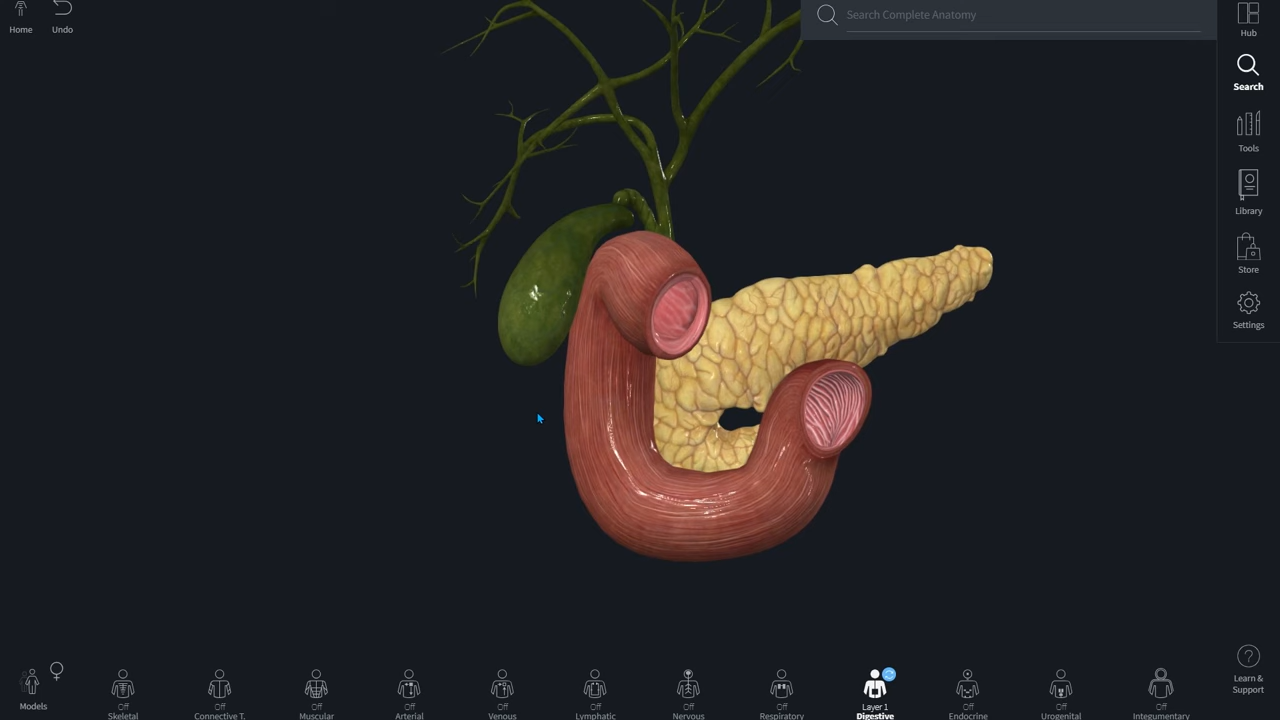 Search Complete Anatomy
Home
Undo
Hub
Search
Tools
Library
Store
Settings
Learn &
Support
Models
Off
Skeletal
Off
Connective T.
Off
Muscular
Off
Arterial
Off
Venous
Off
Lymphatic
Off
Nervous
Off
Respiratory
Layer 1
Digestive
Off
Endocrine
Off
Urogenital
Off
Integumentary